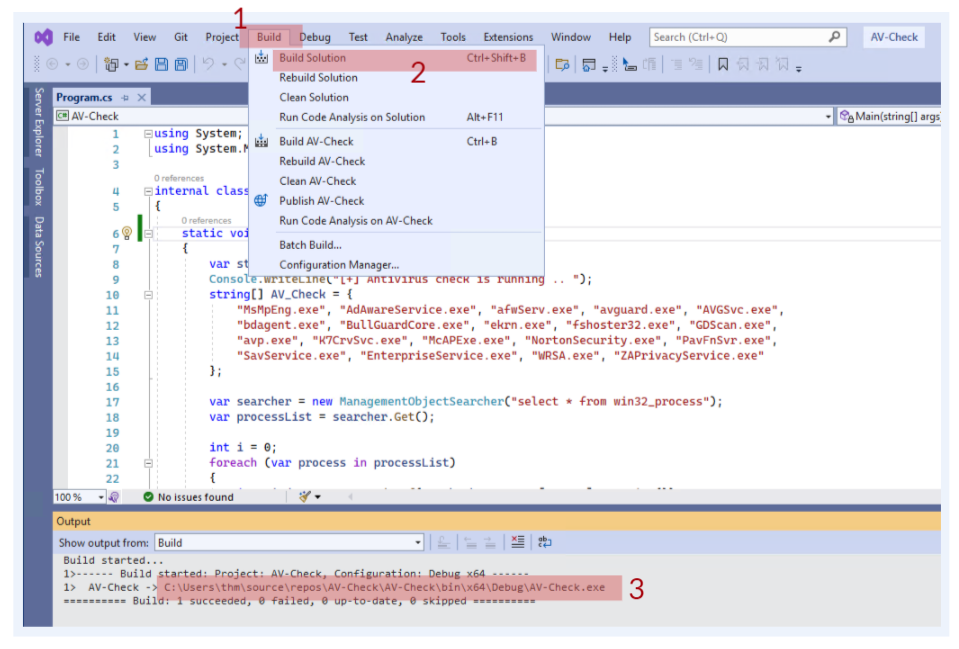 1
File Edit View Git Project Build Debug Test Analyze Tools Extensions Window Help Search (Ctrl+Q) AV-Check
Build Solution Ctrl+Shift+B
2
Rebuild Solution
Clean Solution
Run Code Analysis on Solution Alt+F11
Build AV-Check Ctrl+B
Rebuild AV-Check
Clean AV-Check
Publish AV-Check
Run Code Analysis on AV-Check
Batch Build...
Configuration Manager...
Server Explorer
Toolbox
Data Sources
Program.cs
C# AV-Check Main(string[] args
1 using System;
2 using System.M
3
0 references
4 internal class
5 {
0 references
6 static voi
7 {
8 var st
9 Console.WriteLine("[+] Antivirus check is running .. ");
10 string[] AV_Check = {
11 "MsMpEng.exe", "AdAwareService.exe", "afwServ.exe", "avguard.exe", "AVGSvc.exe",
12 "bdagent.exe", "BullGuardCore.exe", "ekrn.exe", "fshoster32.exe", "GDScan.exe",
13 "avp.exe", "K7CrvSvc.exe", "McAPExe.exe", "NortonSecurity.exe", "PavFnSvr.exe",
14 "SavService.exe", "EnterpriseService.exe", "WRSA.exe", "ZAPrivacyService.exe"
15 };
16
17 var searcher = new ManagementObjectSearcher("select * from win32_process");
18 var processList = searcher.Get();
19
20 int i = 0;
21 foreach (var process in processList)
22 {
100 % No issues found
Output
Show output from: Build
Build started...
1>------ Build started: Project: AV-Check, Configuration: Debug x64 ------
1> AV-Check -> C:\Users\thm\source\repos\AV-Check\AV-Check\bin\x64\Debug\AV-Check.exe
3
========== Build: 1 succeeded, 0 failed, 0 up-to-date, 0 skipped ==========